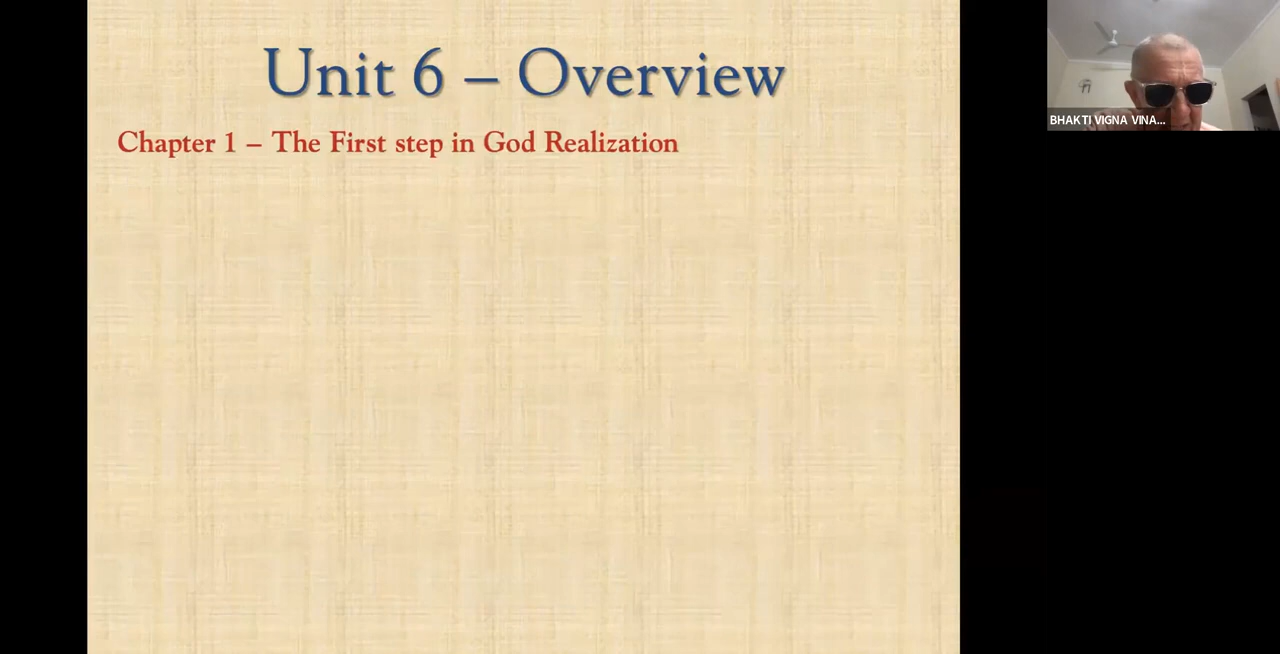 Unit 6 – Overview
Chapter 1 – The First step in God Realization
BHAKTI VIGNA VINA...